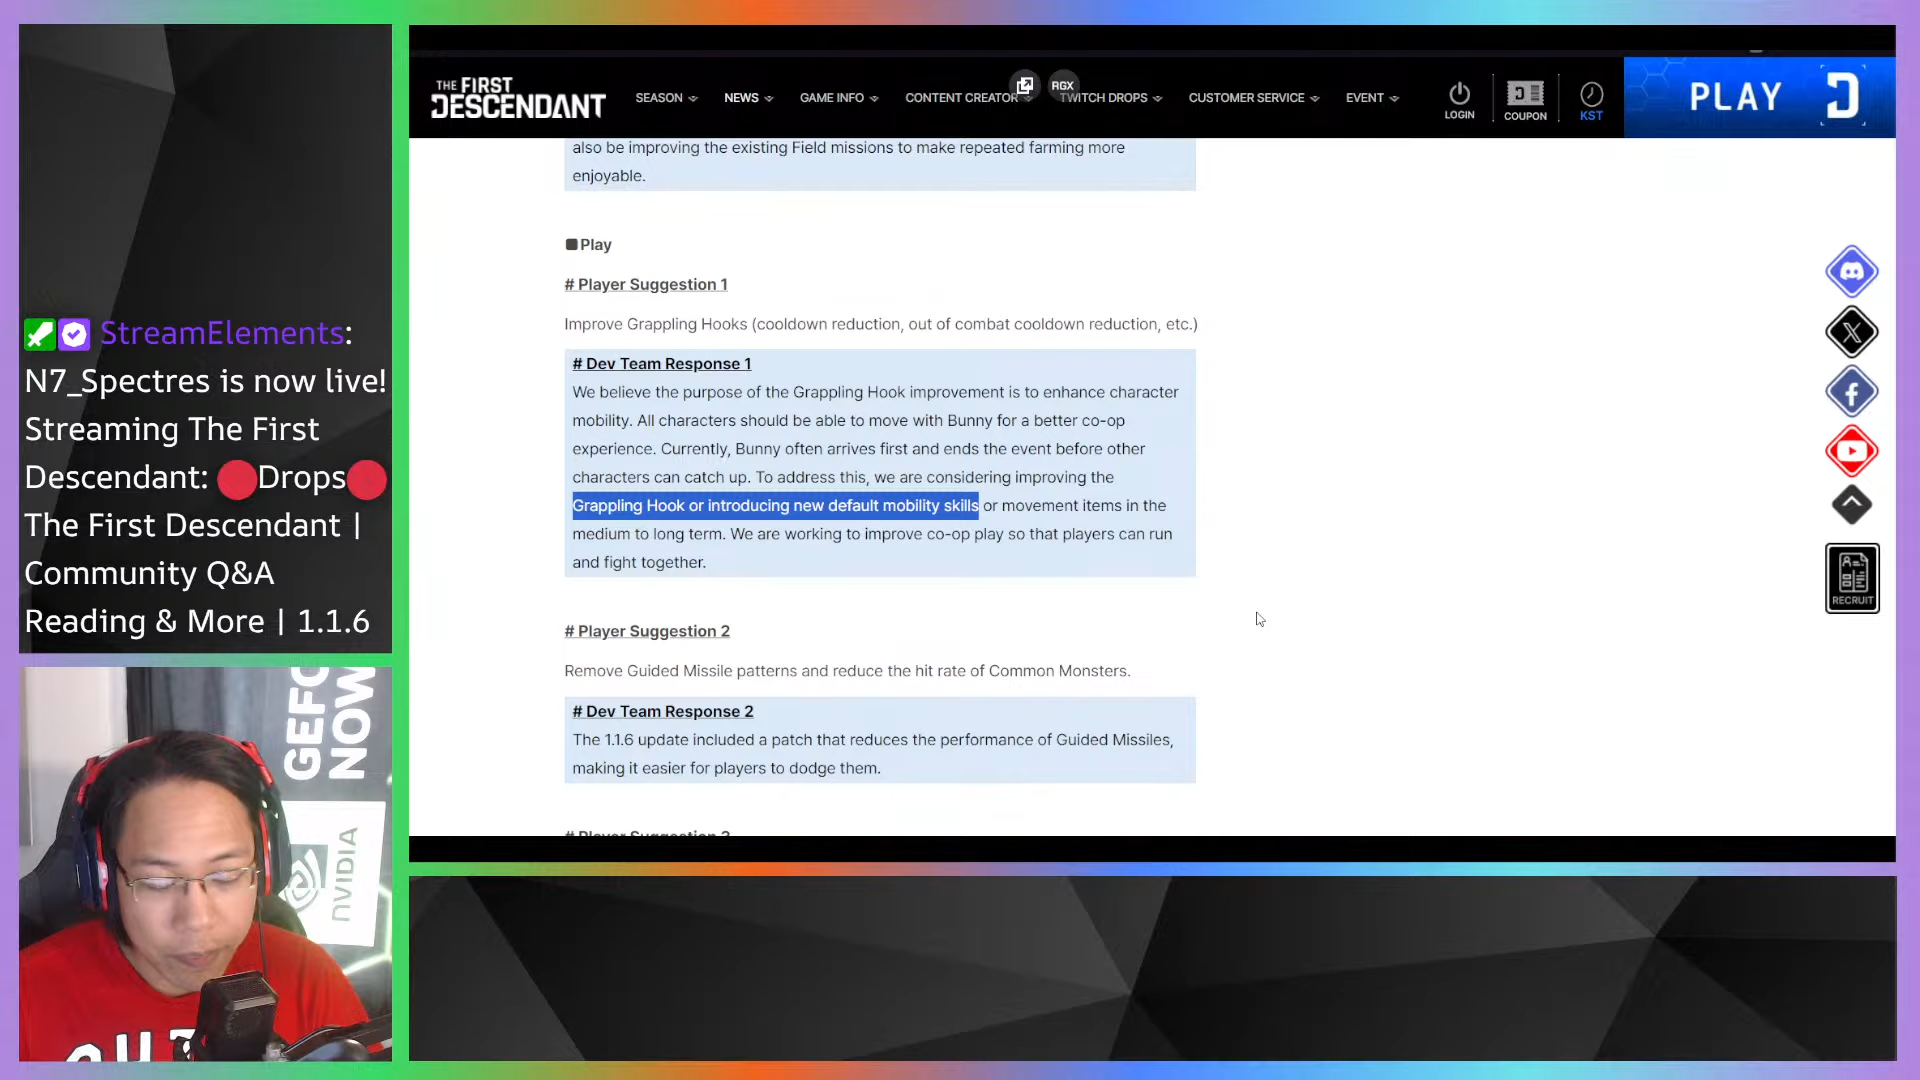 StreamElements:
N7_Spectres is now live!
Streaming The First
Descendant: 🔴Drops🔴
The First Descendant |
Community Q&A
Reading & More | 1.1.6
GEFO
NOW
NVIDIA
THE FIRST
DESCENDANT
SEASON
NEWS
GAME INFO
CONTENT CREATOR
RGX
TWITCH DROPS
CUSTOMER SERVICE
EVENT
LOGIN
COUPON
KST
PLAY
also be improving the existing Field missions to make repeated farming more
enjoyable.
Play
# Player Suggestion 1
Improve Grappling Hooks (cooldown reduction, out of combat cooldown reduction, etc.)
# Dev Team Response 1
We believe the purpose of the Grappling Hook improvement is to enhance character
mobility. All characters should be able to move with Bunny for a better co-op
experience. Currently, Bunny often arrives first and ends the event before other
characters can catch up. To address this, we are considering improving the
Grappling Hook or introducing new default mobility skills or movement items in the
medium to long term. We are working to improve co-op play so that players can run
and fight together.
# Player Suggestion 2
Remove Guided Missile patterns and reduce the hit rate of Common Monsters.
# Dev Team Response 2
The 1.1.6 update included a patch that reduces the performance of Guided Missiles,
making it easier for players to dodge them.
# Player Suggestion 3
RECRUIT